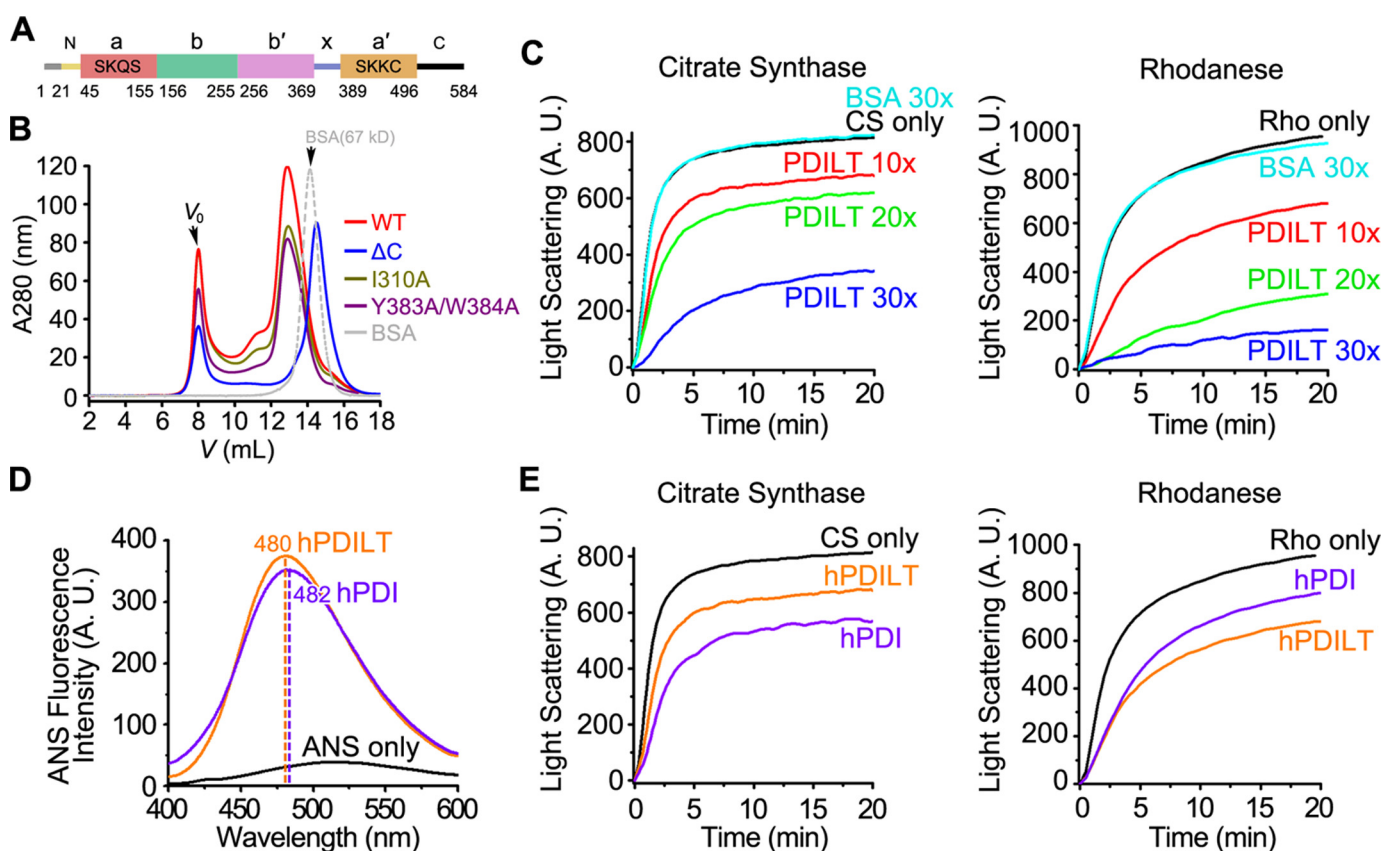 A
N a b b′ x a′ C
SKQS SKKC
1 21 45 155 156 255 256 369 389 496 584
B
BSA(67 kD)
V0
A280 (nm)
120
100
80
60
40
20
0
2 4 6 8 10 12 14 16 18
V (mL)
WT
ΔC
I310A
Y383A/W384A
BSA
C
Citrate Synthase
BSA 30x
CS only
PDILT 10x
PDILT 20x
PDILT 30x
Light Scattering (A. U.)
800
600
400
200
0
0 5 10 15 20
Time (min)
Rhodanese
Rho only
BSA 30x
PDILT 10x
PDILT 20x
PDILT 30x
Light Scattering (A. U.)
1000
800
600
400
200
0
0 5 10 15 20
Time (min)
D
480 hPDILT
482 hPDI
ANS only
ANS Fluorescence
Intensity (A. U.)
400
300
200
100
0
400 450 500 550 600
Wavelength (nm)
E
Citrate Synthase
CS only
hPDILT
hPDI
Light Scattering (A. U.)
800
600
400
200
0
0 5 10 15 20
Time (min)
Rhodanese
Rho only
hPDI
hPDILT
Light Scattering (A. U.)
1000
800
600
400
200
0
0 5 10 15 20
Time (min)